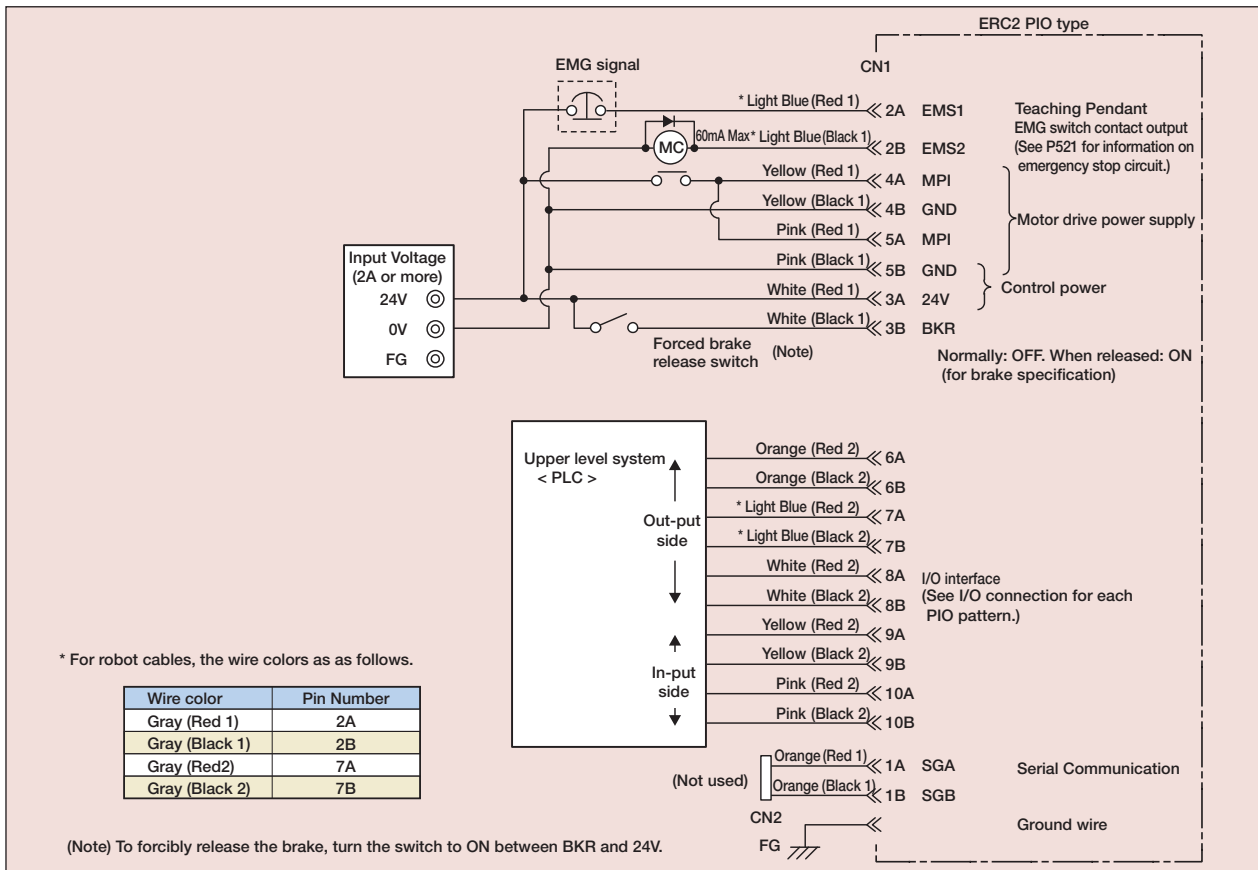 ERC2 PIO type
CN1
EMG signal
* Light Blue (Red 1) 2A EMS1
Teaching Pendant
EMG switch contact output
(See P521 for information on
emergency stop circuit.)
MC 60mA Max * Light Blue (Black 1) 2B EMS2
Yellow (Red 1) 4A MPI
Yellow (Black 1) 4B GND
Motor drive power supply
Pink (Red 1) 5A MPI
Pink (Black 1) 5B GND
Control power
Input Voltage
(2A or more)
24V
0V
FG
White (Red 1) 3A 24V
White (Black 1) 3B BKR
Forced brake
release switch
(Note)
Normally: OFF. When released: ON
(for brake specification)
Upper level system
< PLC >
Out-put
side
In-put
side
Orange (Red 2) 6A
Orange (Black 2) 6B
* Light Blue (Red 2) 7A
* Light Blue (Black 2) 7B
White (Red 2) 8A
White (Black 2) 8B
Yellow (Red 2) 9A
Yellow (Black 2) 9B
Pink (Red 2) 10A
Pink (Black 2) 10B
I/O interface
(See I/O connection for each
PIO pattern.)
* For robot cables, the wire colors as as follows.
Wire color Pin Number
Gray (Red 1) 2A
Gray (Black 1) 2B
Gray (Red2) 7A
Gray (Black 2) 7B
(Not used)
Orange (Red 1) 1A SGA
Orange (Black 1) 1B SGB
Serial Communication
CN2
FG
Ground wire
(Note) To forcibly release the brake, turn the switch to ON between BKR and 24V.